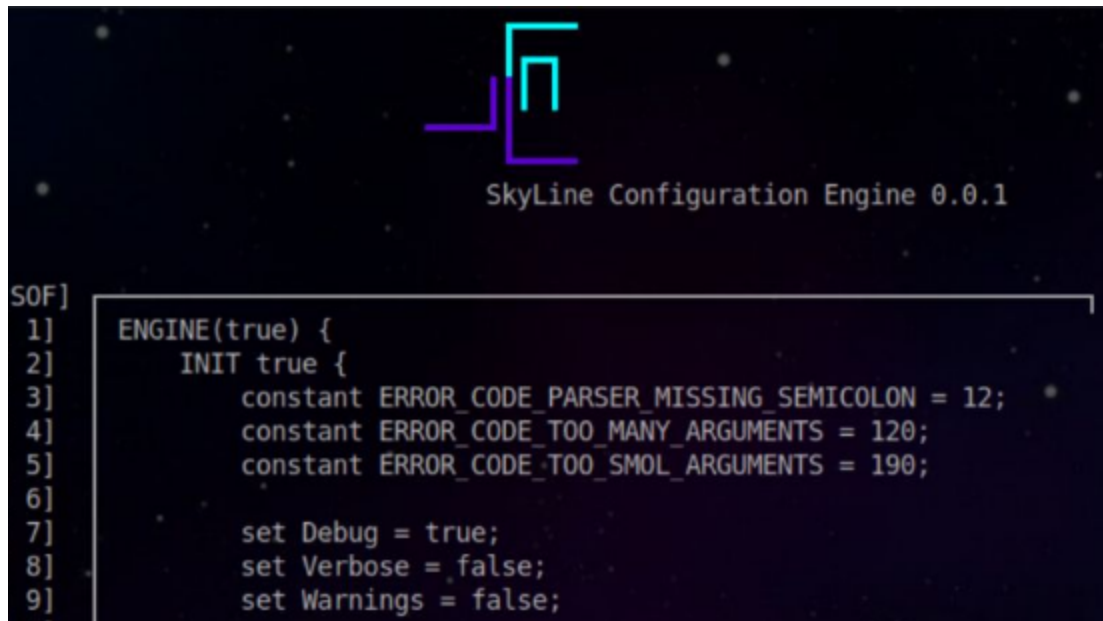 SkyLine Configuration Engine 0.0.1
SOF]
1] ENGINE(true) {
2] INIT true {
3] constant ERROR_CODE_PARSER_MISSING_SEMICOLON = 12;
4] constant ERROR_CODE_TOO_MANY_ARGUMENTS = 120;
5] constant ERROR_CODE_TOO_SMOL_ARGUMENTS = 190;
6]
7] set Debug = true;
8] set Verbose = false;
9] set Warnings = false;